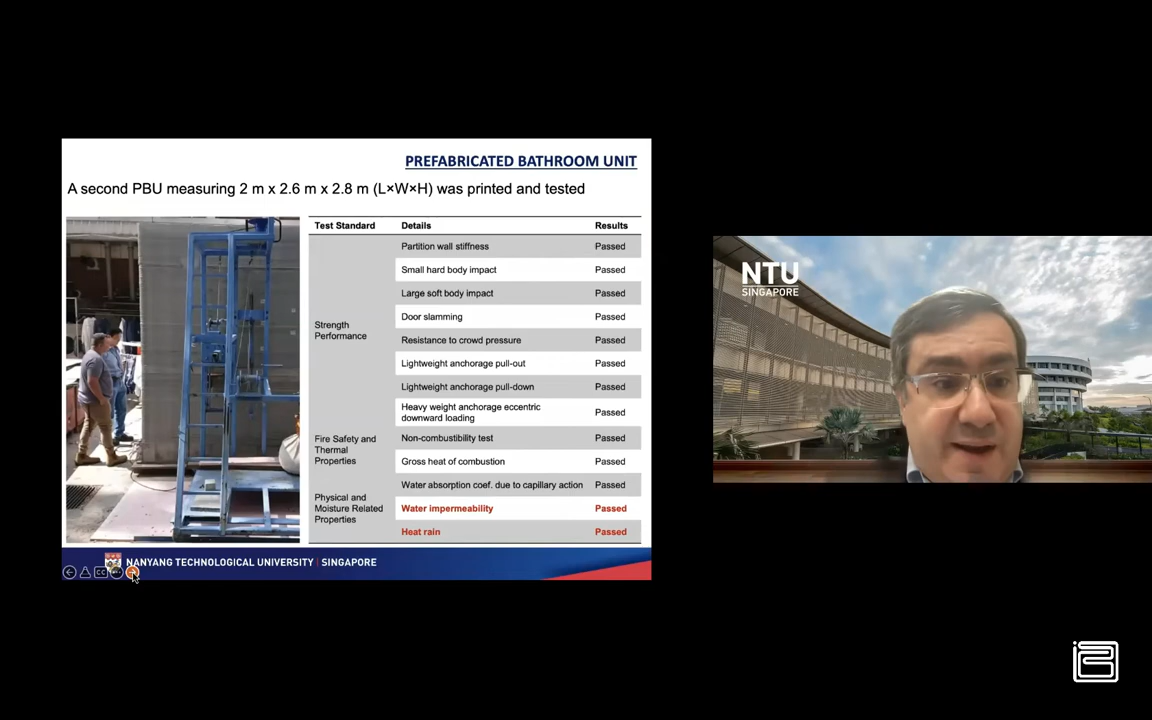 PREFABRICATED BATHROOM UNIT
A second PBU measuring 2 m x 2.6 m x 2.8 m (L×W×H) was printed and tested
Test Standard Details Results
Strength
Performance
Partition wall stiffness Passed
Small hard body impact Passed
Large soft body impact Passed
Door slamming Passed
Resistance to crowd pressure Passed
Lightweight anchorage pull-out Passed
Lightweight anchorage pull-down Passed
Heavy weight anchorage eccentric
downward loading Passed
Fire Safety and
Thermal
Properties
Non-combustibility test Passed
Gross heat of combustion Passed
Physical and
Moisture Related
Properties
Water absorption coef. due to capillary action Passed
Water impermeability Passed
Heat rain Passed
NANYANG TECHNOLOGICAL UNIVERSITY | SINGAPORE
CC
NTU
SINGAPORE